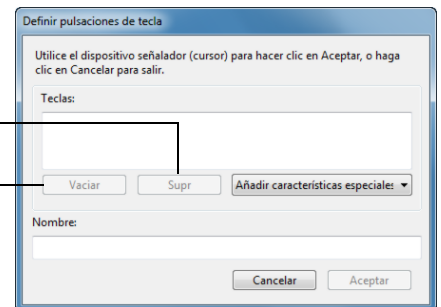 Definir pulsaciones de tecla
Utilice el dispositivo señalador (cursor) para hacer clic en Aceptar, o haga
clic en Cancelar para salir.
Teclas:
Vaciar Supr Añadir características especiales
Nombre:
Cancelar Aceptar